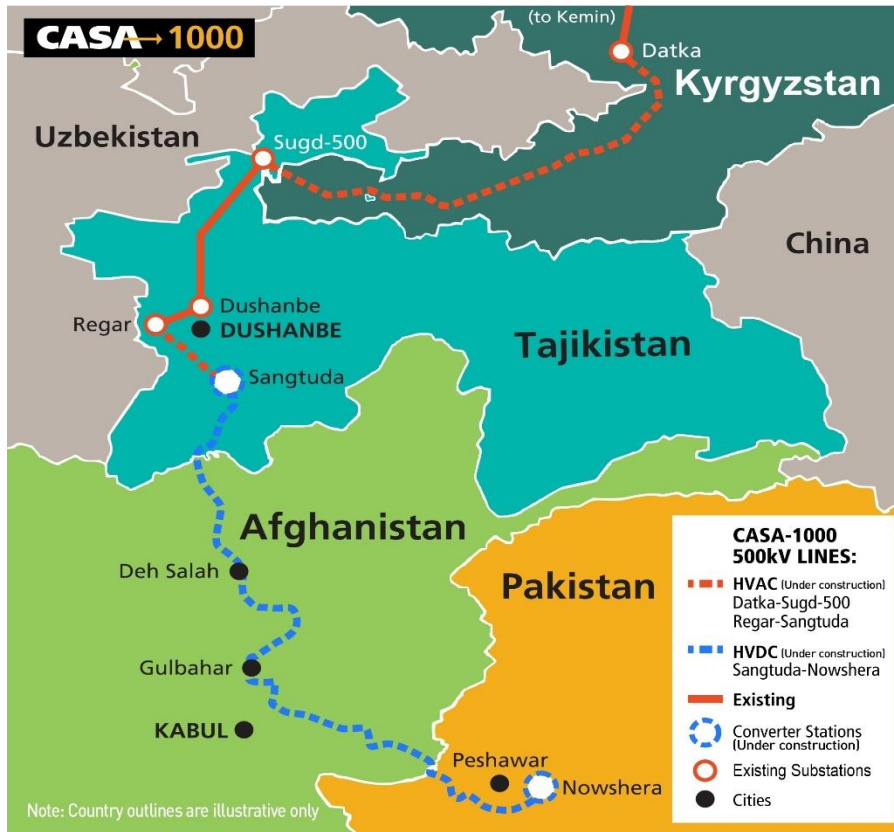 CASA 1000
(to Kemin)
Datka
Kyrgyzstan
Uzbekistan
Sugd-500
China
Dushanbe
Regar
DUSHANBE
Tajikistan
Sangtuda
Afghanistan
Deh Salah
Pakistan
Gulbahar
KABUL
Peshawar
Nowshera
CASA-1000
500kV LINES:
HVAC (Under construction)
Datka-Sugd-500
Regar-Sangtuda
HVDC (Under construction)
Sangtuda-Nowshera
Existing
Converter Stations
(Under construction)
Existing Substations
Cities
Note: Country outlines are illustrative only